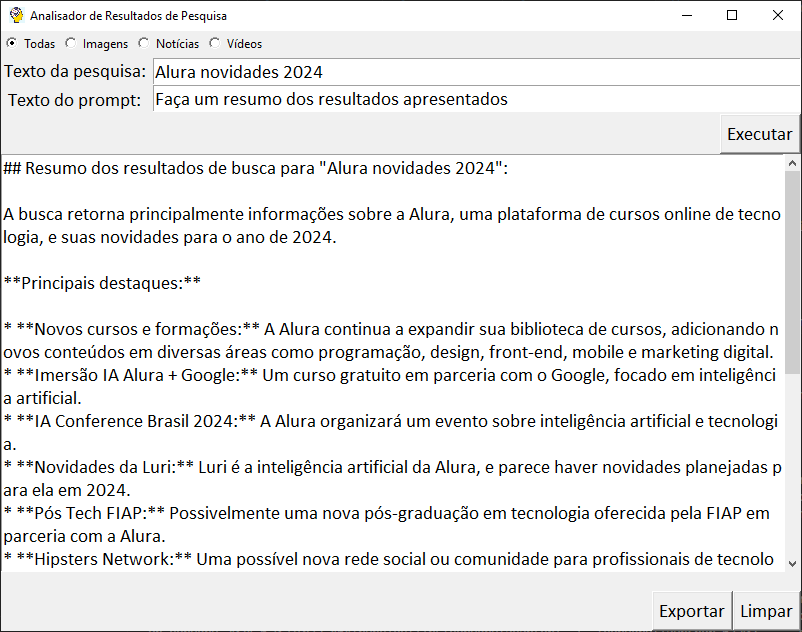 Analisador de Resultados de Pesquisa
Todas Imagens Notícias Vídeos
Texto da pesquisa: Alura novidades 2024
Texto do prompt: Faça um resumo dos resultados apresentados
Executar
## Resumo dos resultados de busca para "Alura novidades 2024":
A busca retorna principalmente informações sobre a Alura, uma plataforma de cursos online de tecno
logia, e suas novidades para o ano de 2024.
**Principais destaques:**
* **Novos cursos e formações:** A Alura continua a expandir sua biblioteca de cursos, adicionando n
ovos conteúdos em diversas áreas como programação, design, front-end, mobile e marketing digital.
* **Imersão IA Alura + Google:** Um curso gratuito em parceria com o Google, focado em inteligênci
a artificial.
* **IA Conference Brasil 2024:** A Alura organizará um evento sobre inteligência artificial e tecnologi
a.
* **Novidades da Luri:** Luri é a inteligência artificial da Alura, e parece haver novidades planejadas p
ara ela em 2024.
* **Pós Tech FIAP:** Possivelmente uma nova pós-graduação em tecnologia oferecida pela FIAP em
parceria com a Alura.
* **Hipsters Network:** Uma possível nova rede social ou comunidade para profissionais de tecnolo
Exportar Limpar